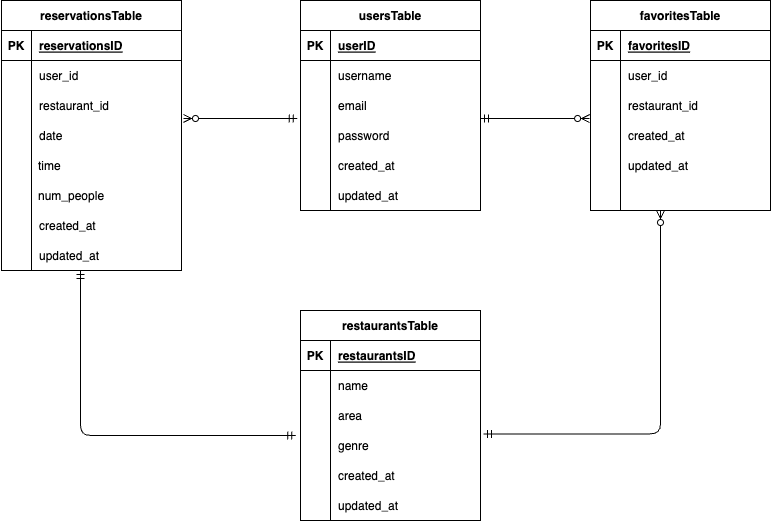 reservationsTable
PK reservationsID
user_id
restaurant_id
date
time
num_people
created_at
updated_at
usersTable
PK userID
username
email
password
created_at
updated_at
favoritesTable
PK favoritesID
user_id
restaurant_id
created_at
updated_at
restaurantsTable
PK restaurantsID
name
area
genre
created_at
updated_at